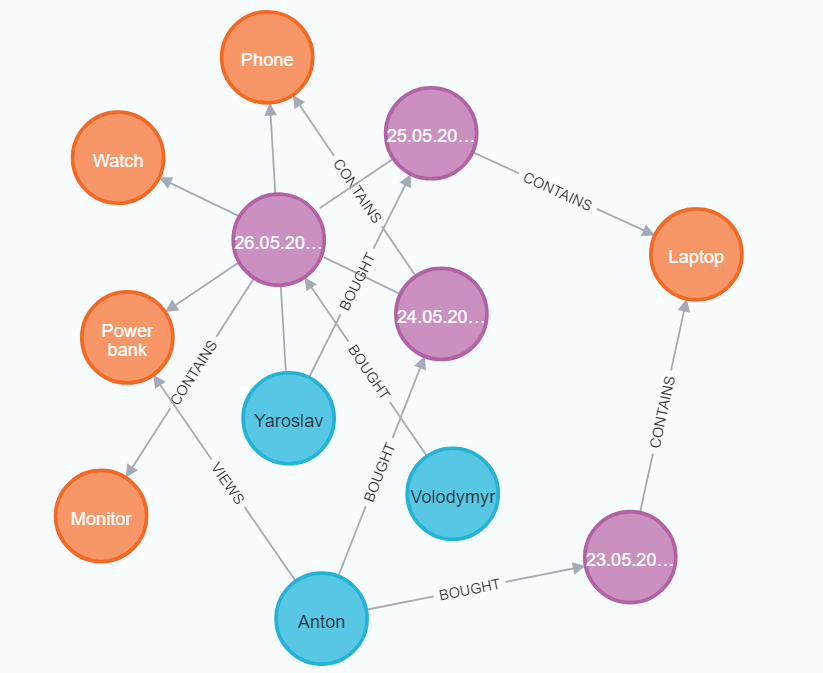 Phone
25.05.20...
Watch
CONTAINS
CONTAINS
26.05.20...
Laptop
BOUGHT
24.05.20...
Power
bank
CONTAINS
BOUGHT
CONTAINS
Yaroslav
VIEWS
BOUGHT
Volodymyr
Monitor
23.05.20...
BOUGHT
Anton